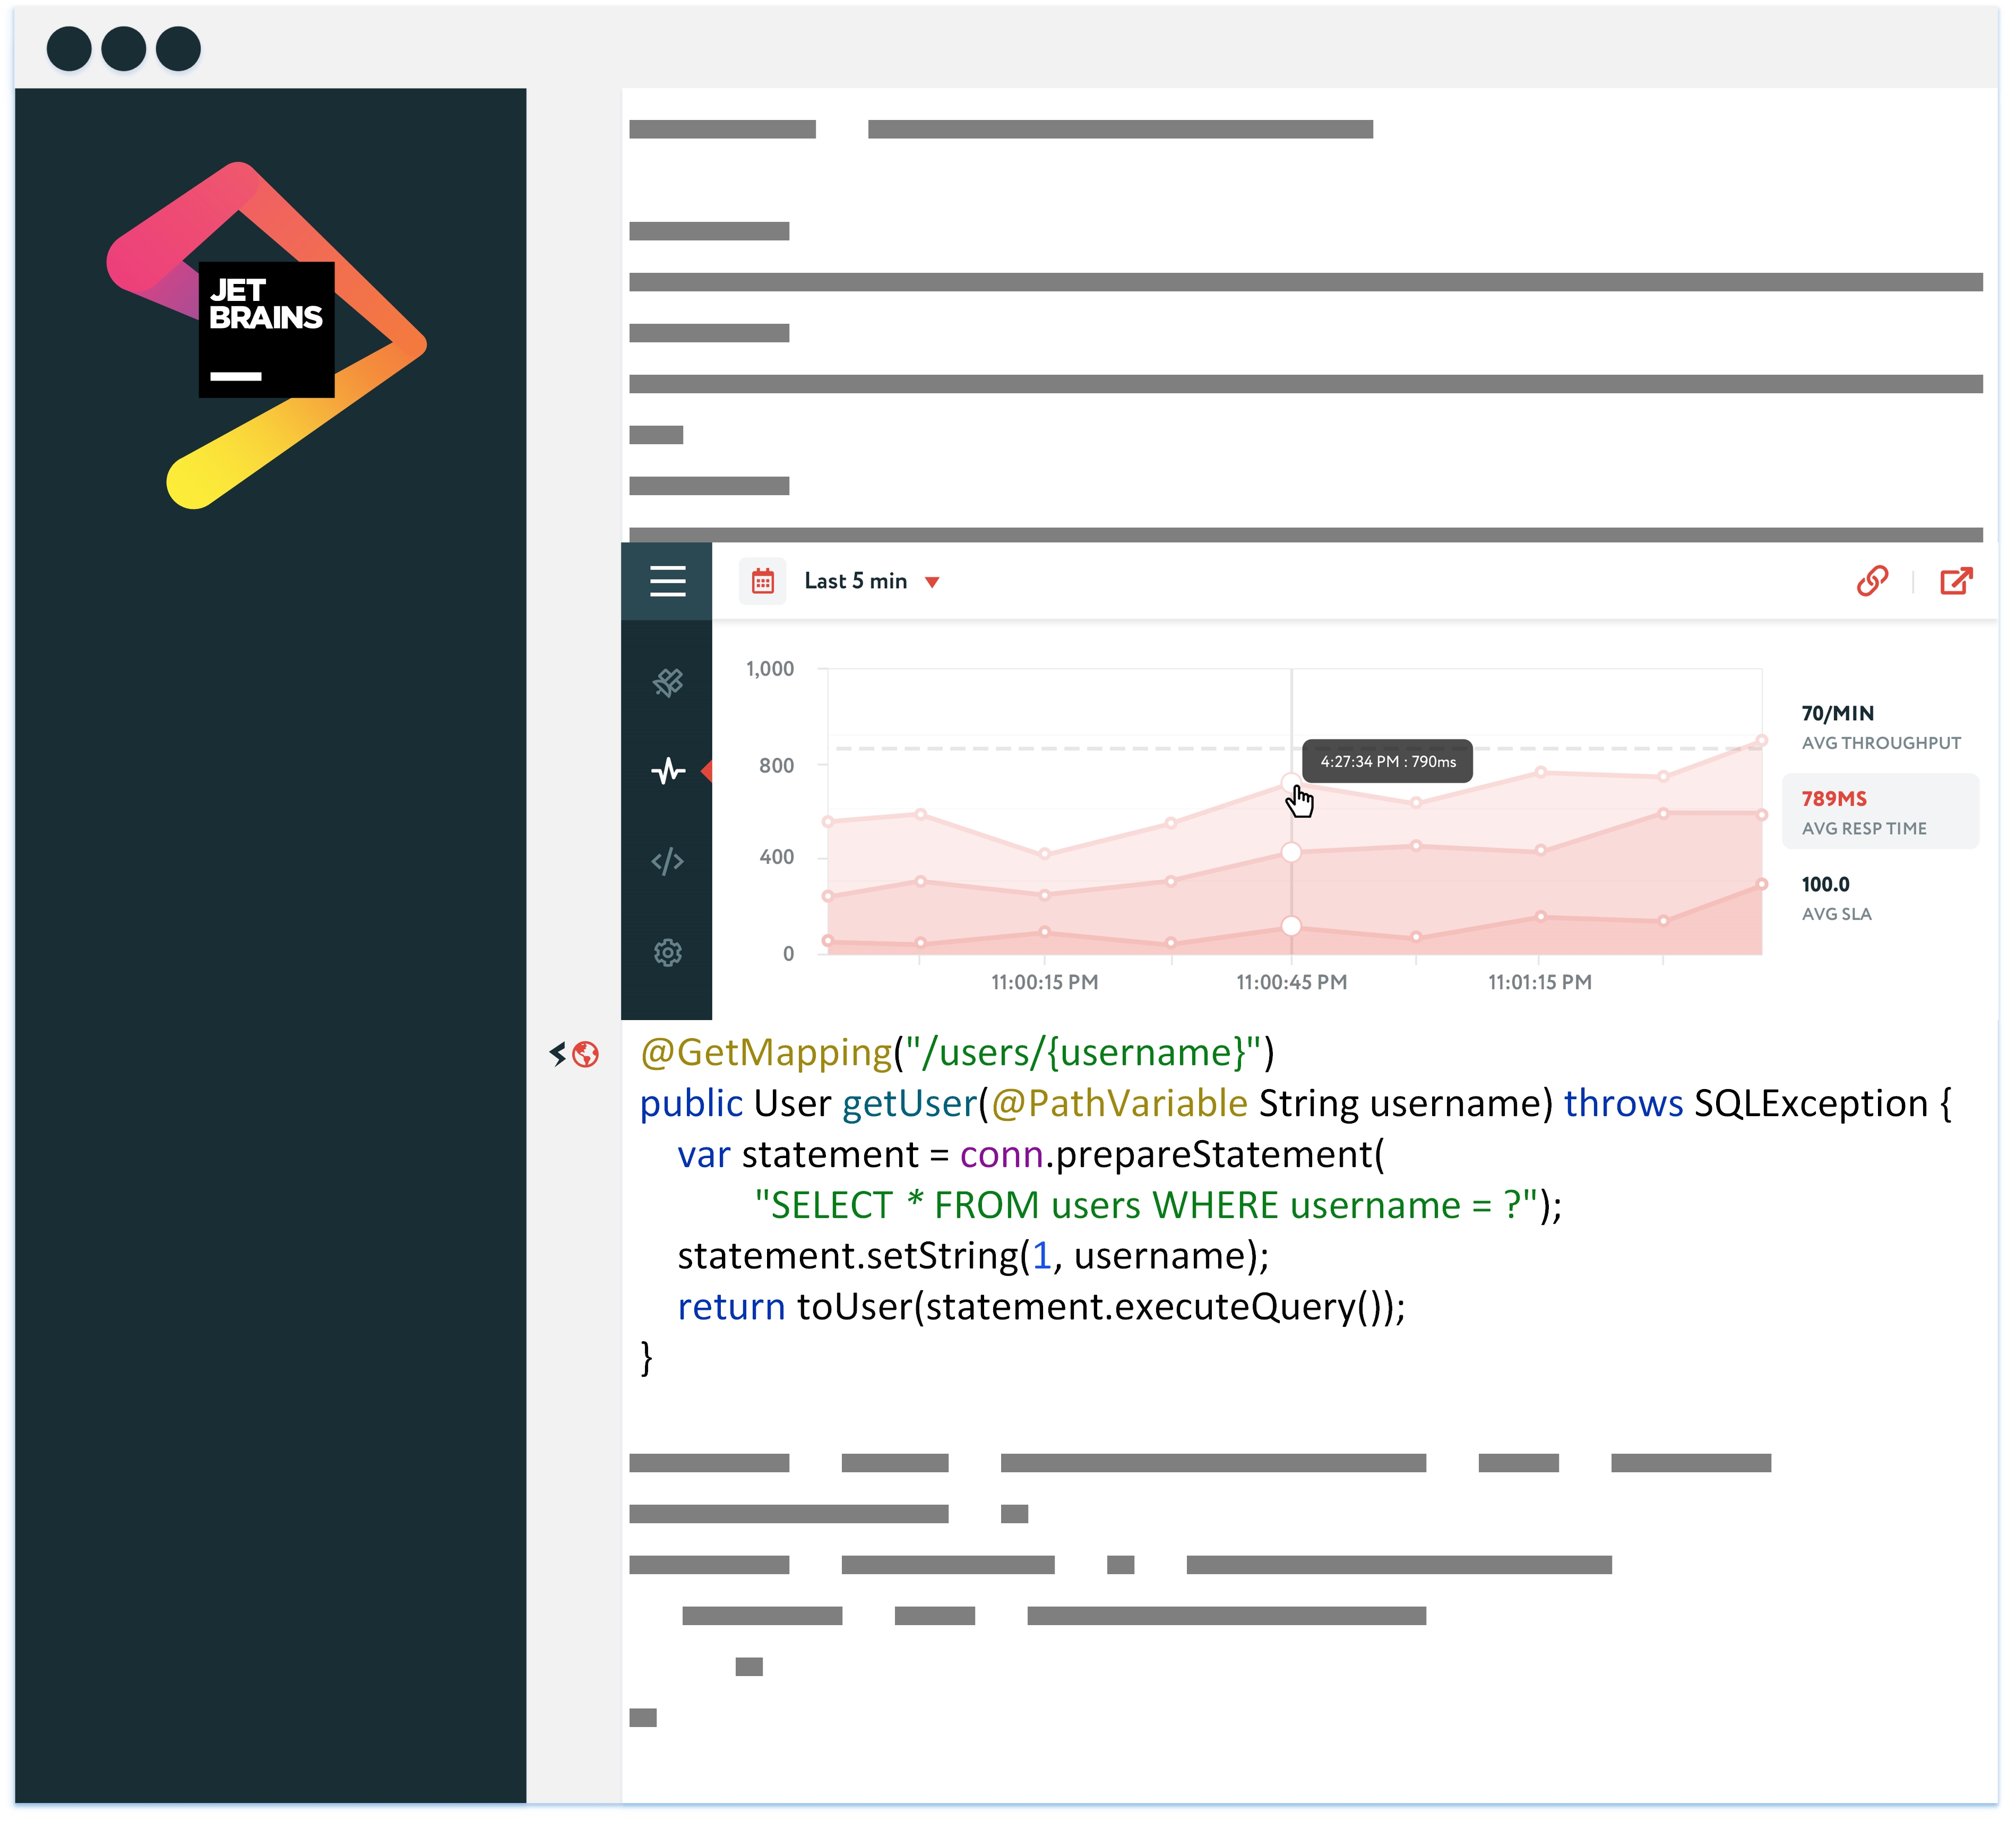 JET
BRAINS
Last 5 min
1,000
800
400
0
4:27:34 PM : 790ms
11:00:15 PM
11:00:45 PM
11:01:15 PM
70/MIN
AVG THROUGHPUT
789MS
AVG RESP TIME
100.0
AVG SLA
@GetMapping("/users/{username}")
public User getUser(@PathVariable String username) throws SQLException {
var statement = conn.prepareStatement(
"SELECT * FROM users WHERE username = ?");
statement.setString(1, username);
return toUser(statement.executeQuery());
}